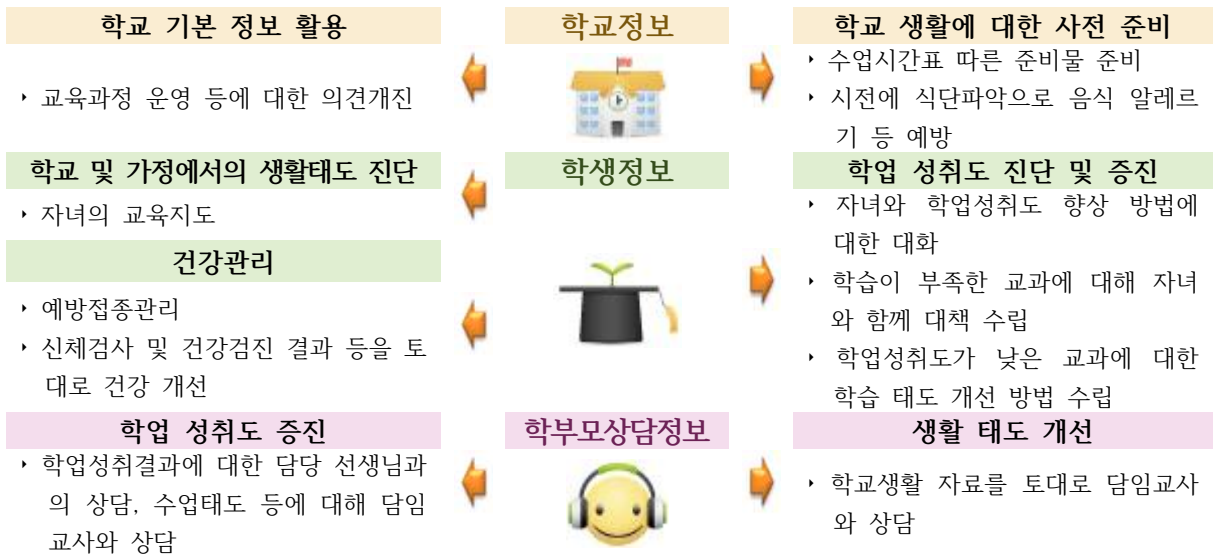 학교 기본 정보 활용
‣ 교육과정 운영 등에 대한 의견개진
학교정보
학교 생활에 대한 사전 준비
‣ 수업시간표 따른 준비물 준비
‣ 시전에 식단파악으로 음식 알레르
기 등 예방
학교 및 가정에서의 생활태도 진단
‣ 자녀의 교육지도
건강관리
‣ 예방접종관리
‣ 신체검사 및 건강검진 결과 등을 토
대로 건강 개선
학생정보
학업 성취도 진단 및 증진
‣ 자녀와 학업성취도 향상 방법에
대한 대화
‣ 학습이 부족한 교과에 대해 자녀
와 함께 대책 수립
‣ 학업성취도가 낮은 교과에 대한
학습 태도 개선 방법 수립
학업 성취도 증진
‣ 학업성취결과에 대한 담당 선생님과
의 상담, 수업태도 등에 대해 담임
교사와 상담
학부모상담정보
생활 태도 개선
‣ 학교생활 자료를 토대로 담임교사
와 상담